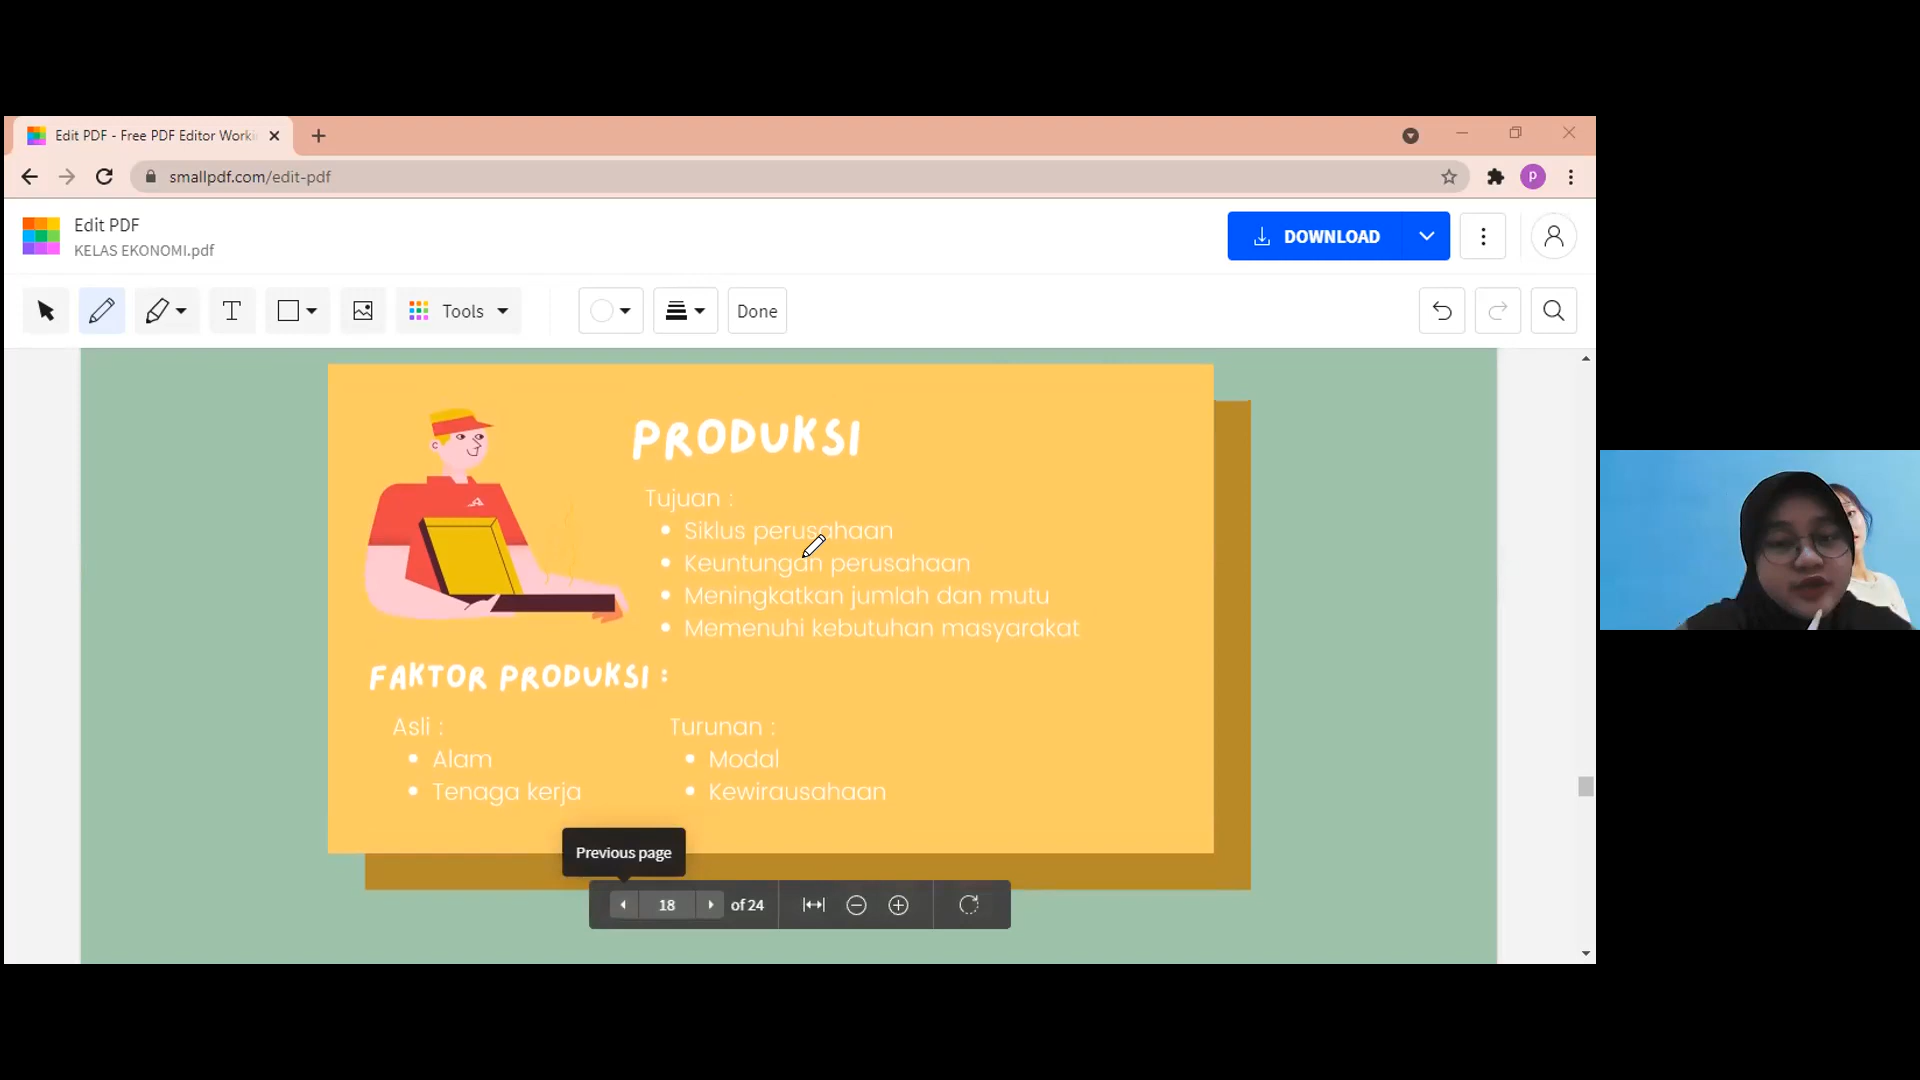 Edit PDF - Free PDF Editor Worki
smallpdf.com/edit-pdf
P
Edit PDF
KELAS EKONOMI.pdf
DOWNLOAD
T
Tools
Done
PRODUKSI
Tujuan :
Siklus perusahaan
Keuntungan perusahaan
Meningkatkan jumlah dan mutu
Memenuhi kebutuhan masyarakat
FAKTOR PRODUKSI :
Asli :
Alam
Tenaga kerja
Turunan :
Modal
Kewirausahaan
Previous page
18 of 24